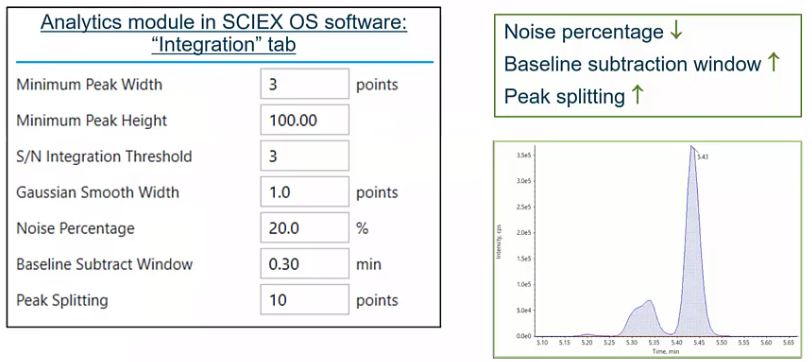 Analytics module in SCIEX OS software:
“Integration” tab
Minimum Peak Width 3 points
Minimum Peak Height 100.00
S/N Integration Threshold 3
Gaussian Smooth Width 1.0 points
Noise Percentage 20.0 %
Baseline Subtract Window 0.30 min
Peak Splitting 10 points
Noise percentage ↓
Baseline subtraction window ↑
Peak splitting ↑
5.43
Intensity, cps
3.5e5
3.0e5
2.5e5
2.0e5
1.5e5
1.0e5
5.0e4
0.0e0
5.10 5.15 5.20 5.25 5.30 5.35 5.40 5.45 5.50 5.55 5.60 5.65
Time, min